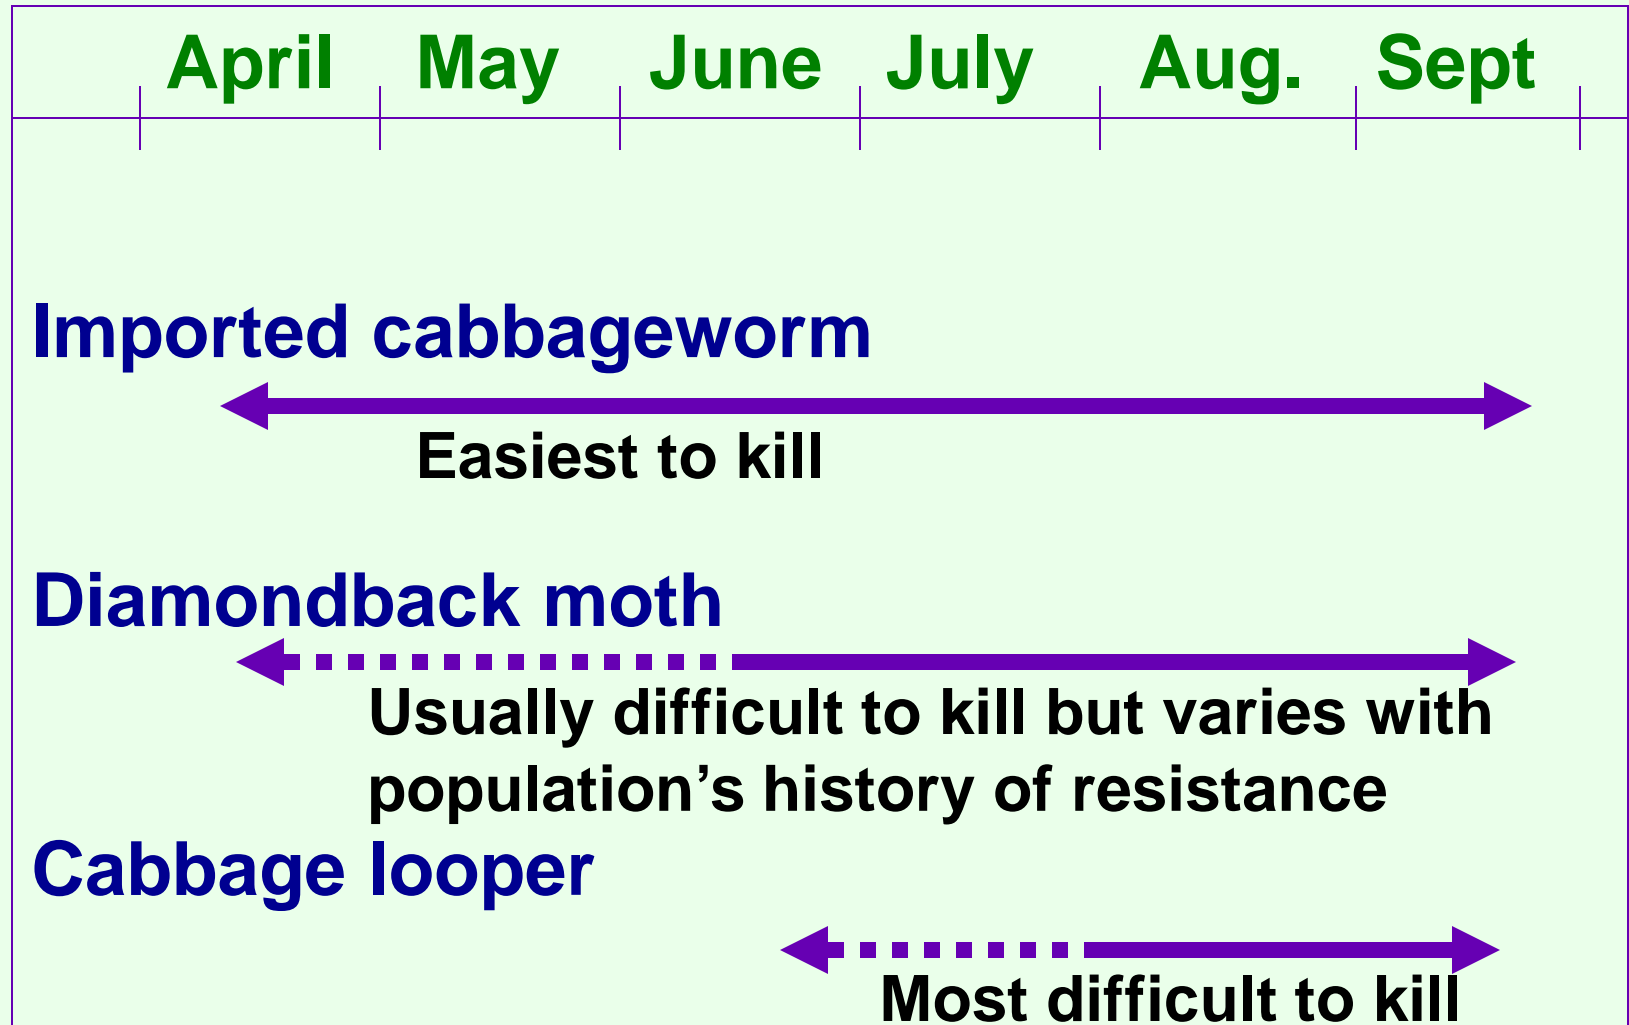 April May June July Aug. Sept
Imported cabbageworm
Easiest to kill
Diamondback moth
Usually difficult to kill but varies with
population’s history of resistance
Cabbage looper
Most difficult to kill